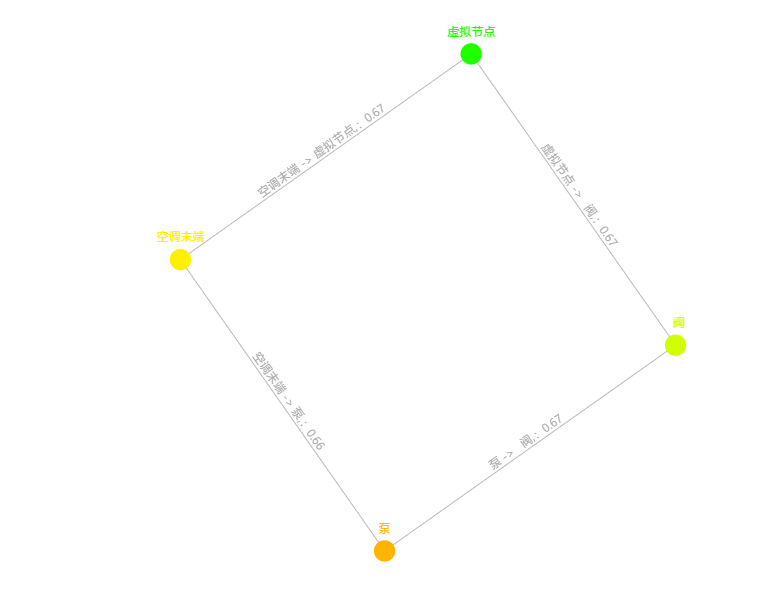 虚拟节点
空调末端 -> 虚拟节点,：0.67
虚拟节点 -> 阀,：0.67
空调末端
阀
空调末端 -> 泵,：0.66
泵 -> 阀,：0.67
泵